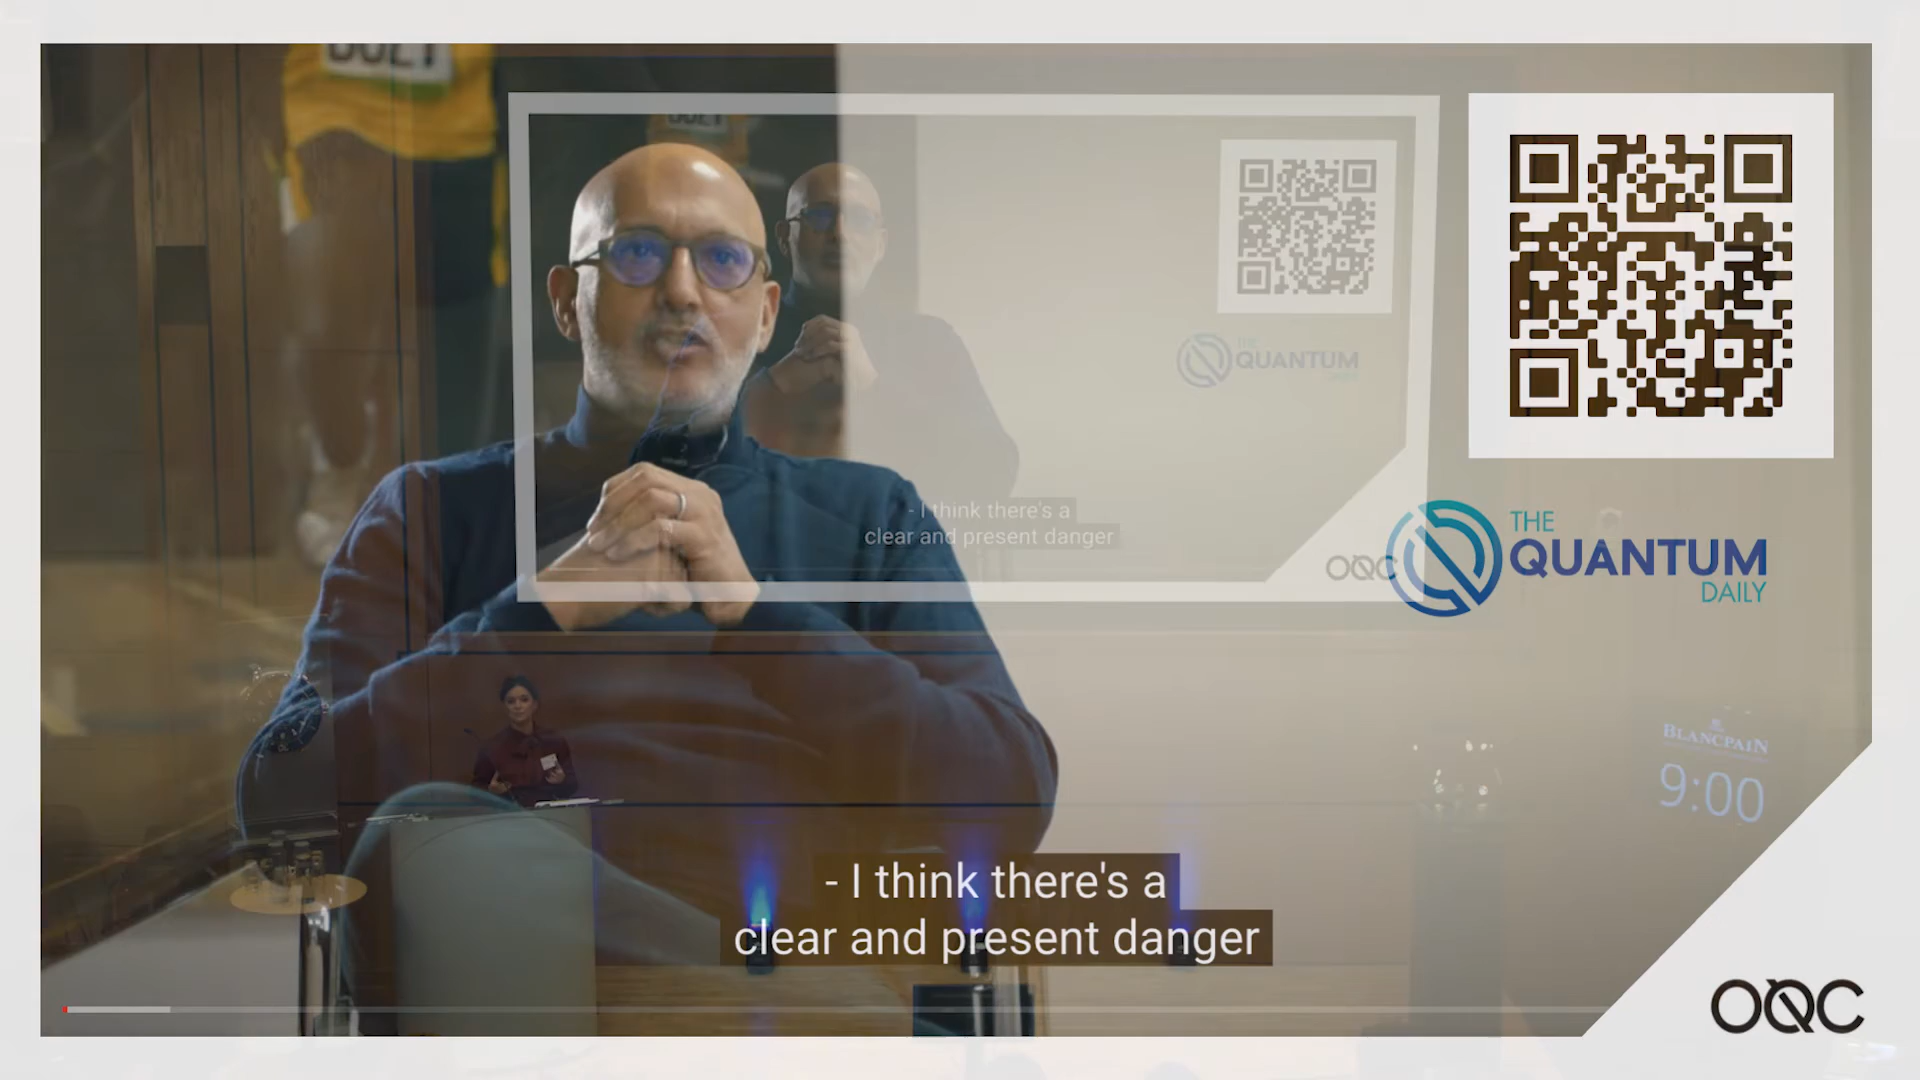 - I think there's a
clear and present danger
THE
QUANTUM
DAILY
OQC
BLANCPAIN
9:00
QUANTUM
- I think there's a
clear and present danger
OQC